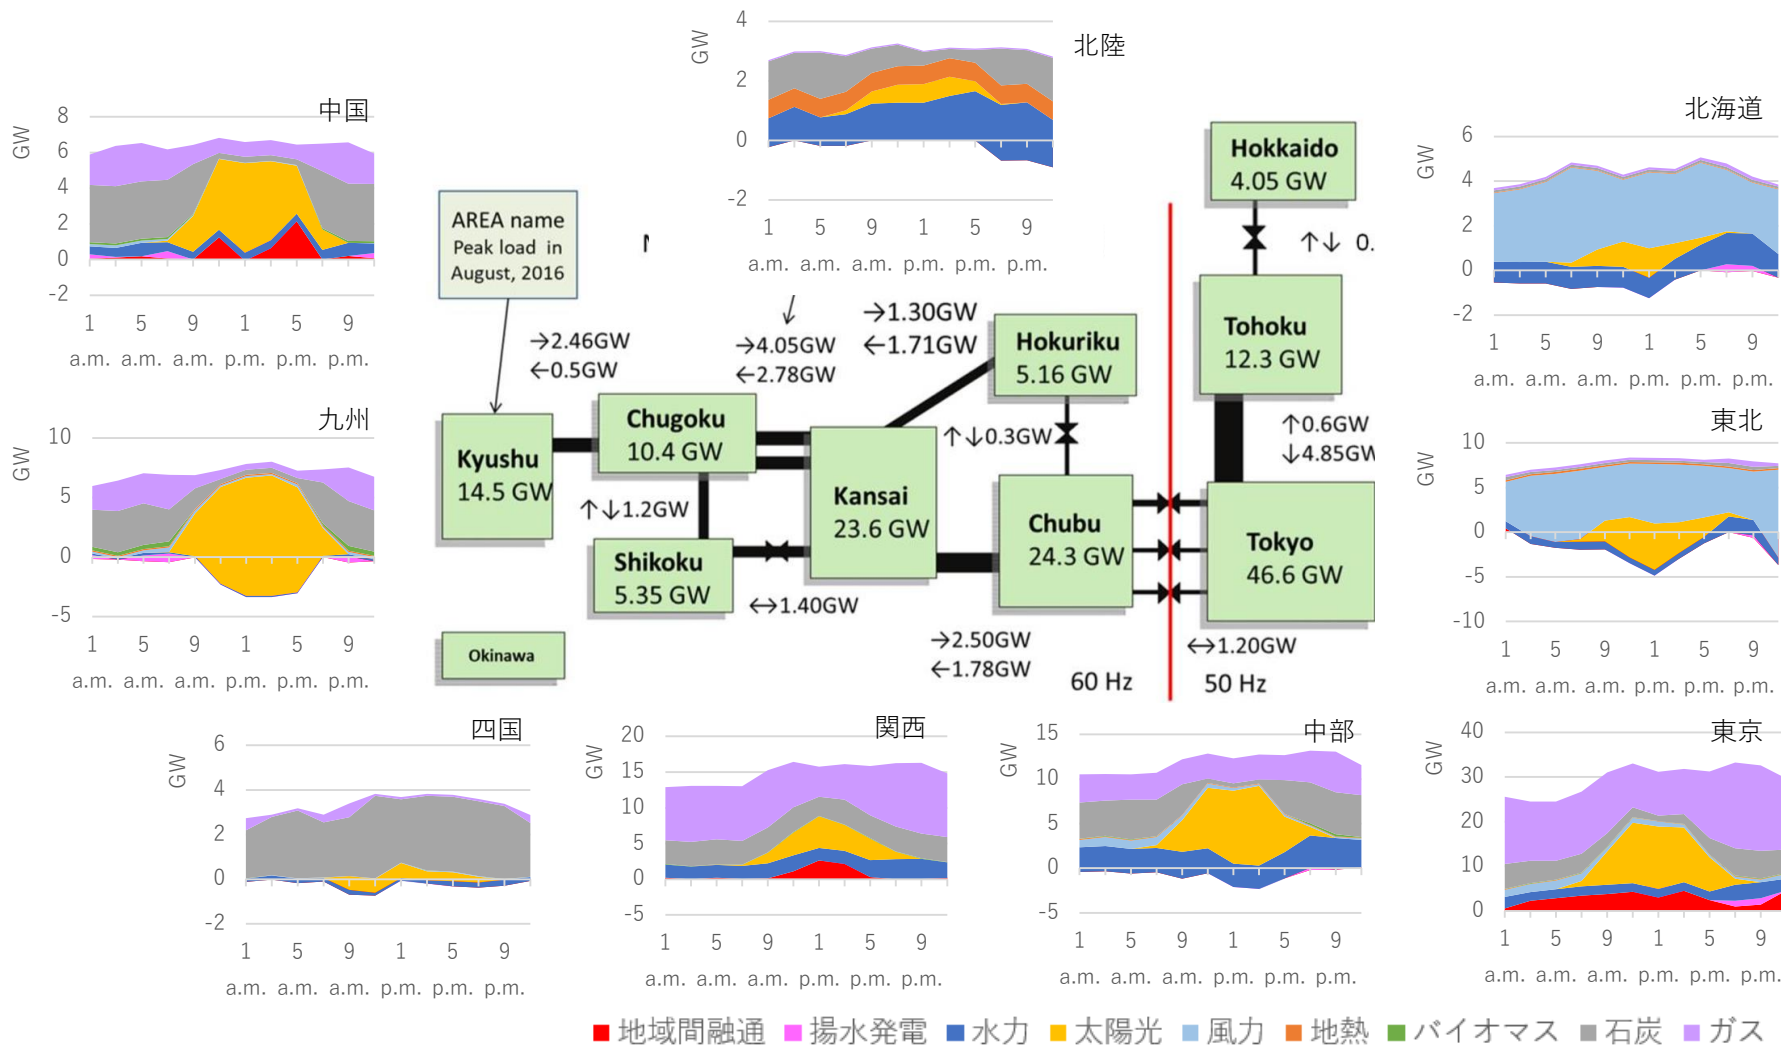 4
GW
北陸
2
0
-2
1 5 9 1 5 9
a.m. a.m. a.m. p.m. p.m. p.m.
中国
8
GW
6
4
2
0
-2
1 5 9 1 5 9
a.m. a.m. a.m. p.m. p.m. p.m.
北海道
6
GW
4
2
0
-2
1 5 9 1 5 9
a.m. a.m. a.m. p.m. p.m. p.m.
AREA name
Peak load in
August, 2016
Hokkaido
4.05 GW
↑↓ 0.
→2.46GW
←0.5GW
→4.05GW
←2.78GW
→1.30GW
←1.71GW
Hokuriku
5.16 GW
Tohoku
12.3 GW
Kyushu
14.5 GW
Chugoku
10.4 GW
↑↓0.3GW
↑0.6GW
↓4.85GW
Kansai
23.6 GW
↑↓1.2GW
Chubu
24.3 GW
Tokyo
46.6 GW
Shikoku
5.35 GW
↔1.40GW
Okinawa
→2.50GW
←1.78GW
↔1.20GW
60 Hz
50 Hz
九州
10
GW
5
0
-5
1 5 9 1 5 9
a.m. a.m. a.m. p.m. p.m. p.m.
東北
10
GW
5
0
-5
-10
1 5 9 1 5 9
a.m. a.m. a.m. p.m. p.m. p.m.
四国
6
GW
4
2
0
-2
1 5 9 1 5 9
a.m. a.m. a.m. p.m. p.m. p.m.
関西
20
GW
15
10
5
0
-5
1 5 9 1 5 9
a.m. a.m. a.m. p.m. p.m. p.m.
中部
15
GW
10
5
0
-5
1 5 9 1 5 9
a.m. a.m. a.m. p.m. p.m. p.m.
東京
40
GW
30
20
10
0
1 5 9 1 5 9
a.m. a.m. a.m. p.m. p.m. p.m.
地域間融通 揚水発電 水力 太陽光 風力 地熱 バイオマス 石炭 ガス